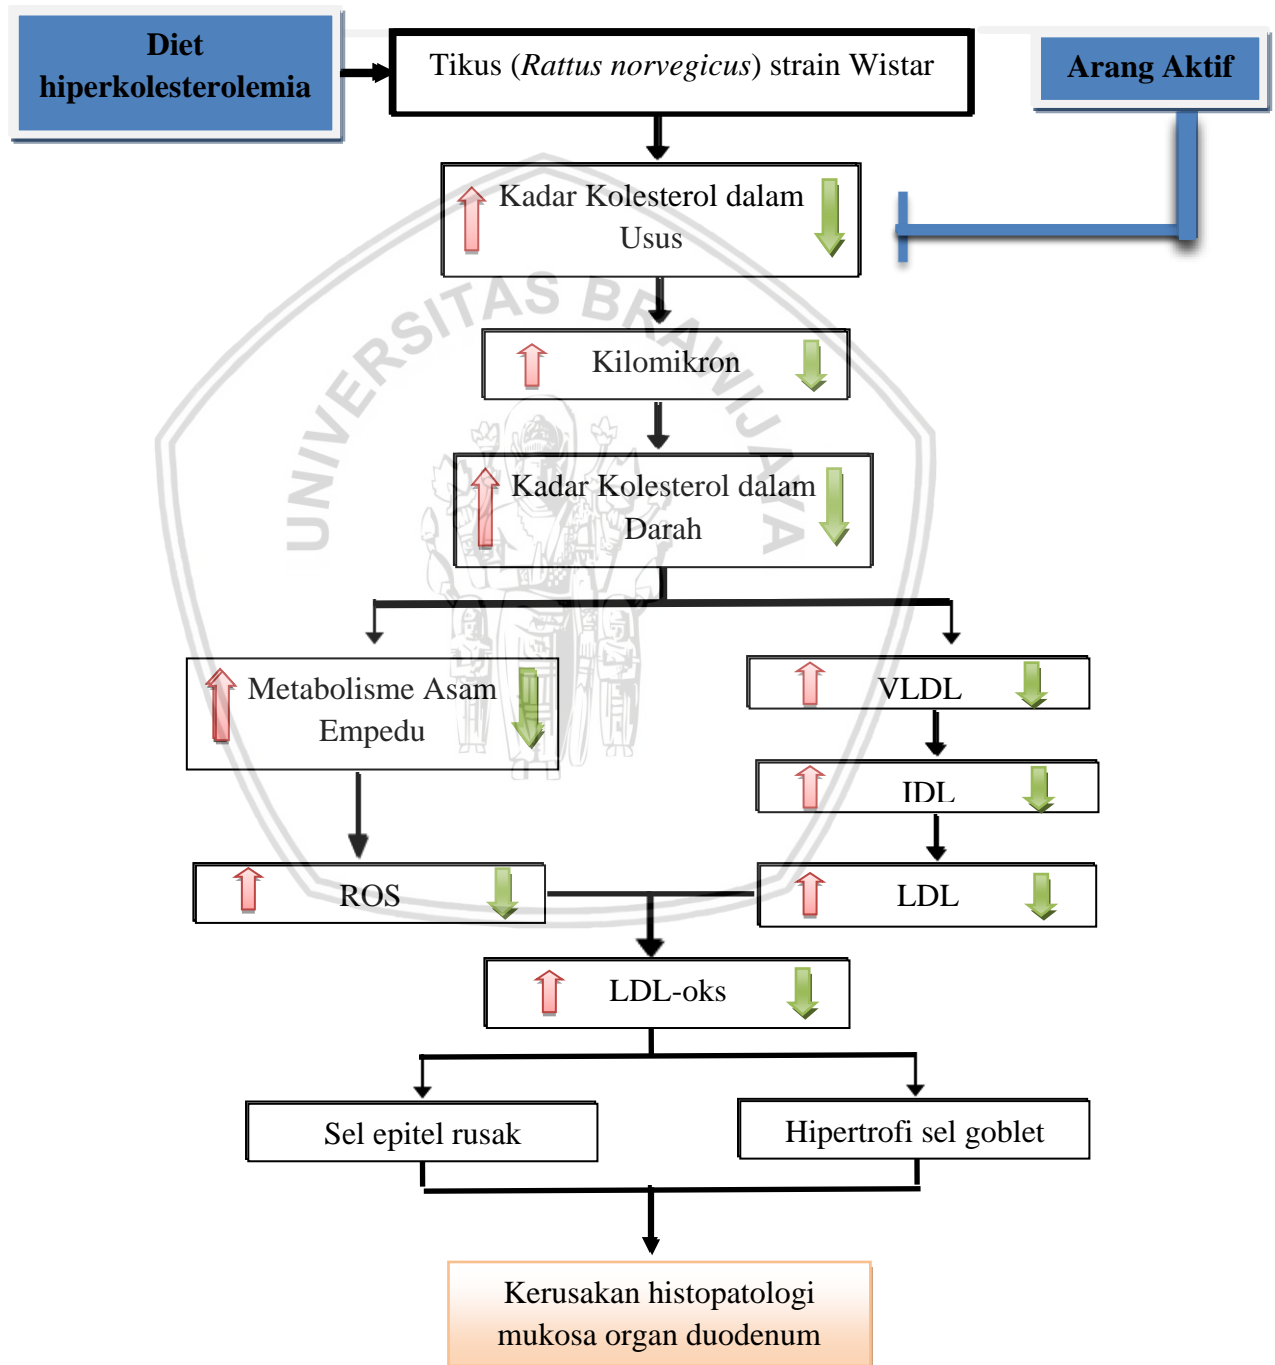 Diet
hiperkolesterolemia
Tikus (Rattus norvegicus) strain Wistar
Arang Aktif
Kadar Kolesterol dalam
Usus
Kilomikron
Kadar Kolesterol dalam
Darah
Metabolisme Asam
Empedu
VLDL
IDL
ROS
LDL
LDL-oks
Sel epitel rusak
Hipertrofi sel goblet
Kerusakan histopatologi
mukosa organ duodenum
UNIVERSITAS BRAWIJAYA